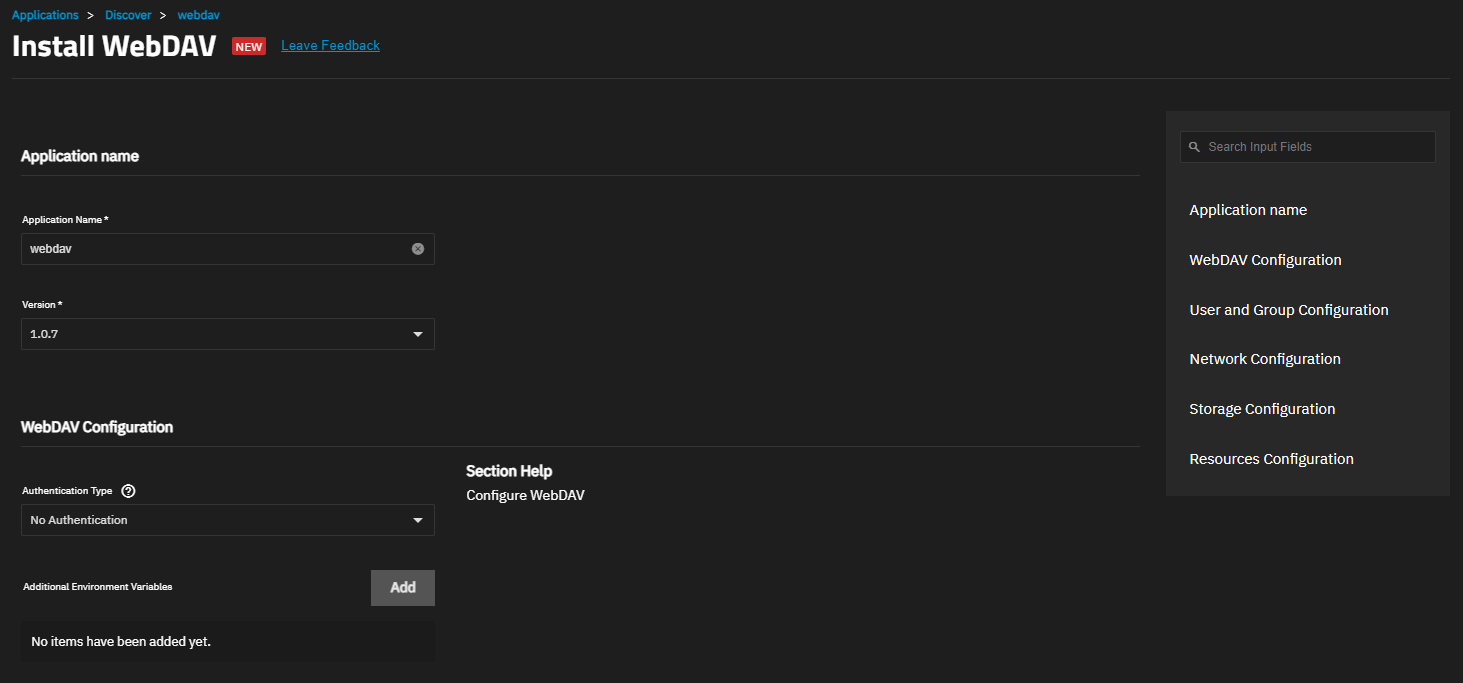 Applications > Discover > webdav
Install WebDAV NEW Leave Feedback
Application name
Application Name *
webdav
Version *
1.0.7
WebDAV Configuration
Authentication Type
No Authentication
Additional Environment Variables
Add
No items have been added yet.
Section Help
Configure WebDAV
Search Input Fields
Application name
WebDAV Configuration
User and Group Configuration
Network Configuration
Storage Configuration
Resources Configuration